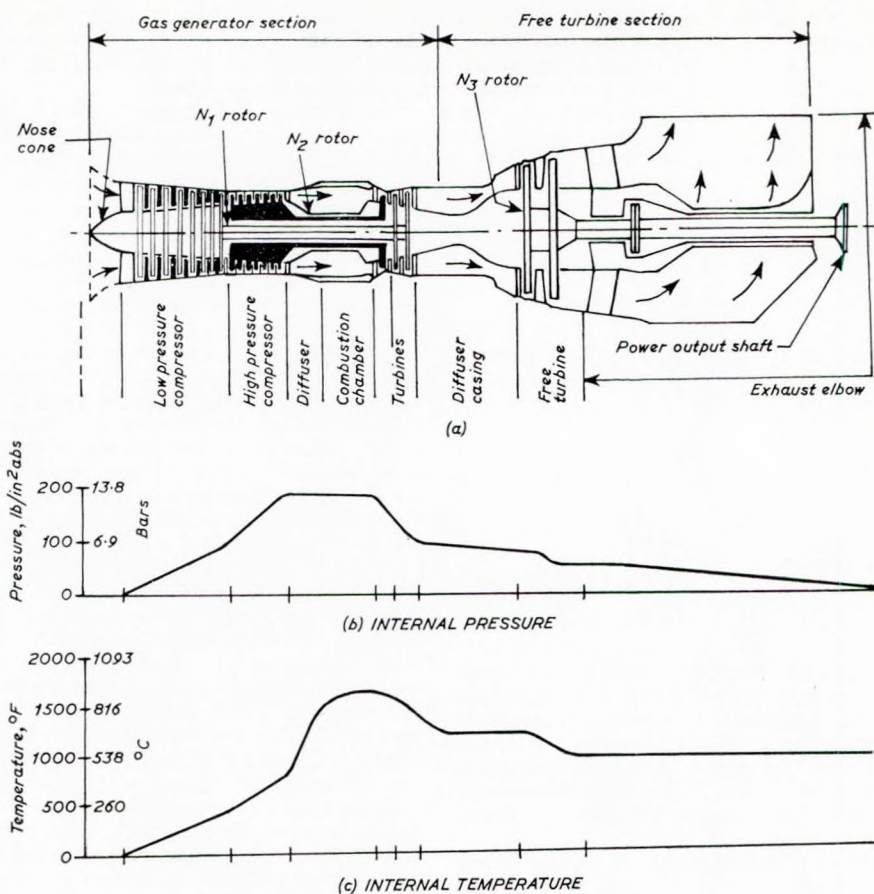 Gas generator section
Free turbine section
N3 rotor
N1 rotor
N2 rotor
Nose
cone
Low pressure
compressor
High pressure
compressor
Diffuser
Combustion
chamber
Turbines
Diffuser
casing
Free
turbine
Power output shaft
Exhaust elbow
(a)
Pressure, lb/in2 abs
Bars
200 13·8
100 6·9
0
(b) INTERNAL PRESSURE
Temperature, °F
°C
2000 1093
1500 816
1000 538
500 260
0
(c) INTERNAL TEMPERATURE